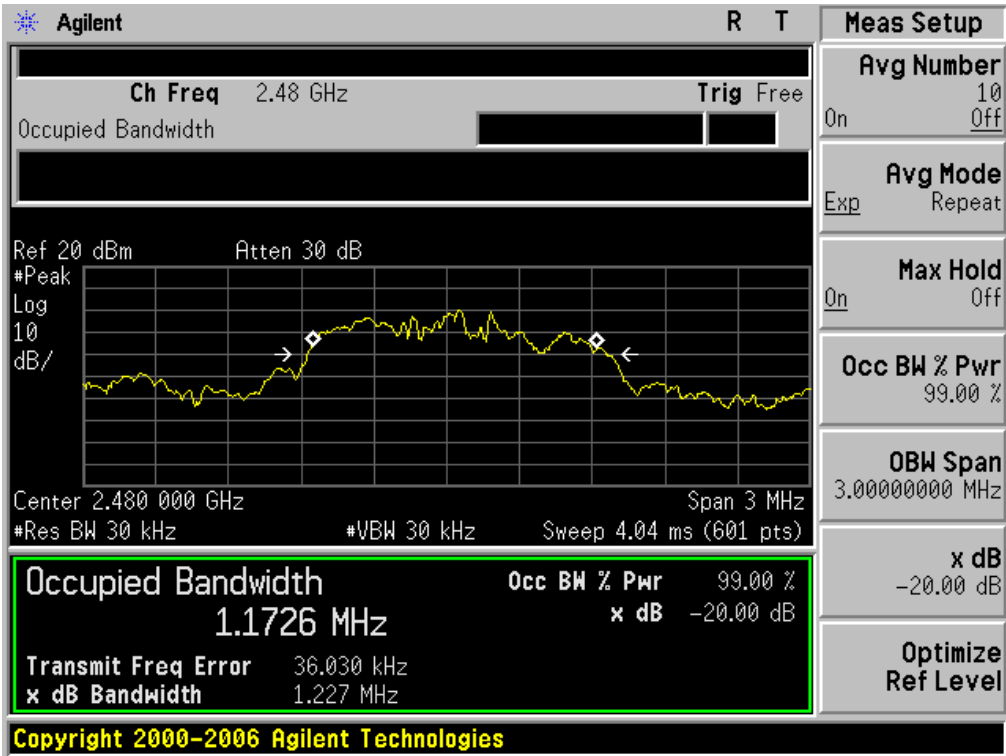 Agilent R T Meas Setup
Ch Freq 2.48 GHz Trig Free
Occupied Bandwidth
Avg Number
10
On Off
Avg Mode
Exp Repeat
Max Hold
On Off
Occ BW % Pwr
99.00 %
OBW Span
3.00000000 MHz
x dB
-20.00 dB
Optimize
Ref Level
Ref 20 dBm Atten 30 dB
#Peak
Log
10
dB/
Center 2.480 000 GHz Span 3 MHz
#Res BW 30 kHz #VBW 30 kHz Sweep 4.04 ms (601 pts)
Occupied Bandwidth Occ BW % Pwr 99.00 %
1.1726 MHz x dB -20.00 dB
Transmit Freq Error 36.030 kHz
x dB Bandwidth 1.227 MHz
Copyright 2000-2006 Agilent Technologies